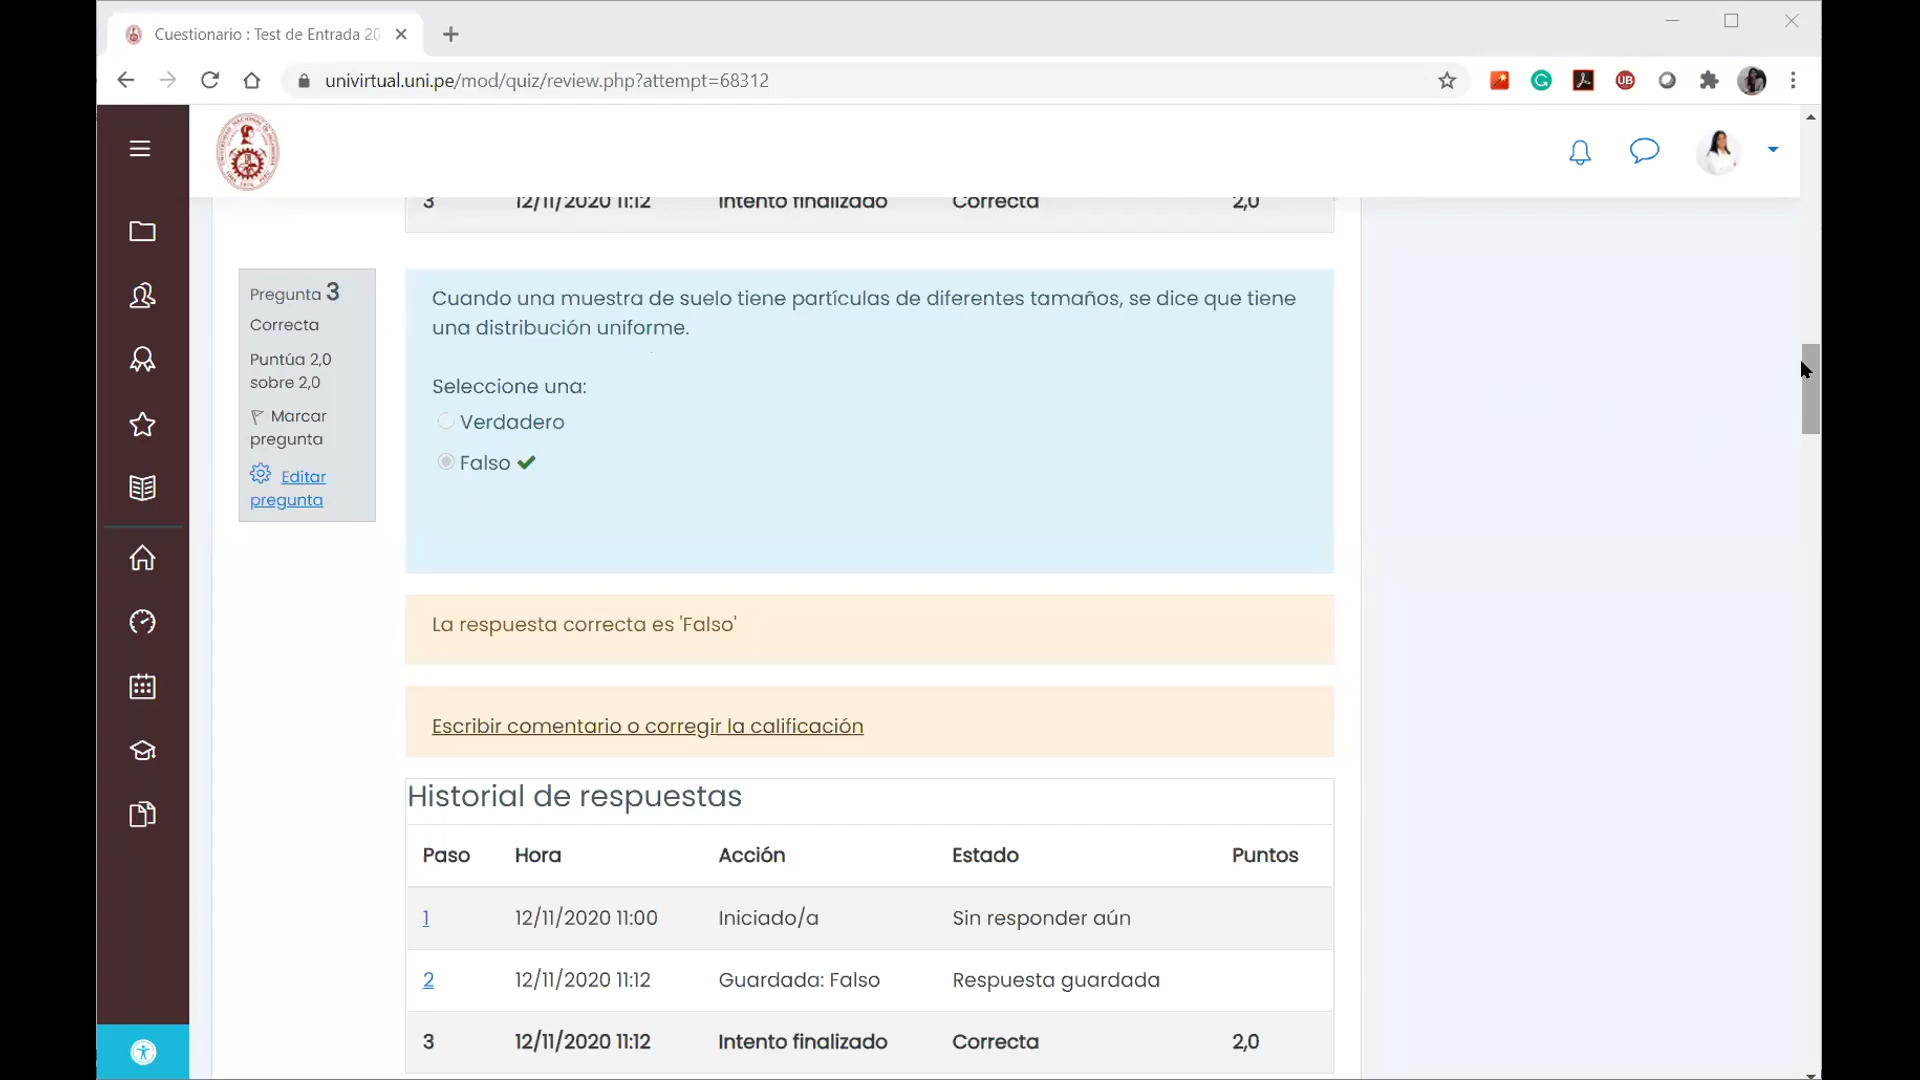 Cuestionario : Test de Entrada 20
univirtual.uni.pe/mod/quiz/review.php?attempt=68312
3 12/11/2020 11:12 Intento finalizado Correcta 2,0
Pregunta 3
Correcta
Puntúa 2,0
sobre 2,0
Marcar
pregunta
Editar
pregunta
Cuando una muestra de suelo tiene partículas de diferentes tamaños, se dice que tiene
una distribución uniforme.
Seleccione una:
Verdadero
Falso
La respuesta correcta es 'Falso'
Escribir comentario o corregir la calificación
Historial de respuestas
Paso Hora Acción Estado Puntos
1 12/11/2020 11:00 Iniciado/a Sin responder aún
2 12/11/2020 11:12 Guardada: Falso Respuesta guardada
3 12/11/2020 11:12 Intento finalizado Correcta 2,0